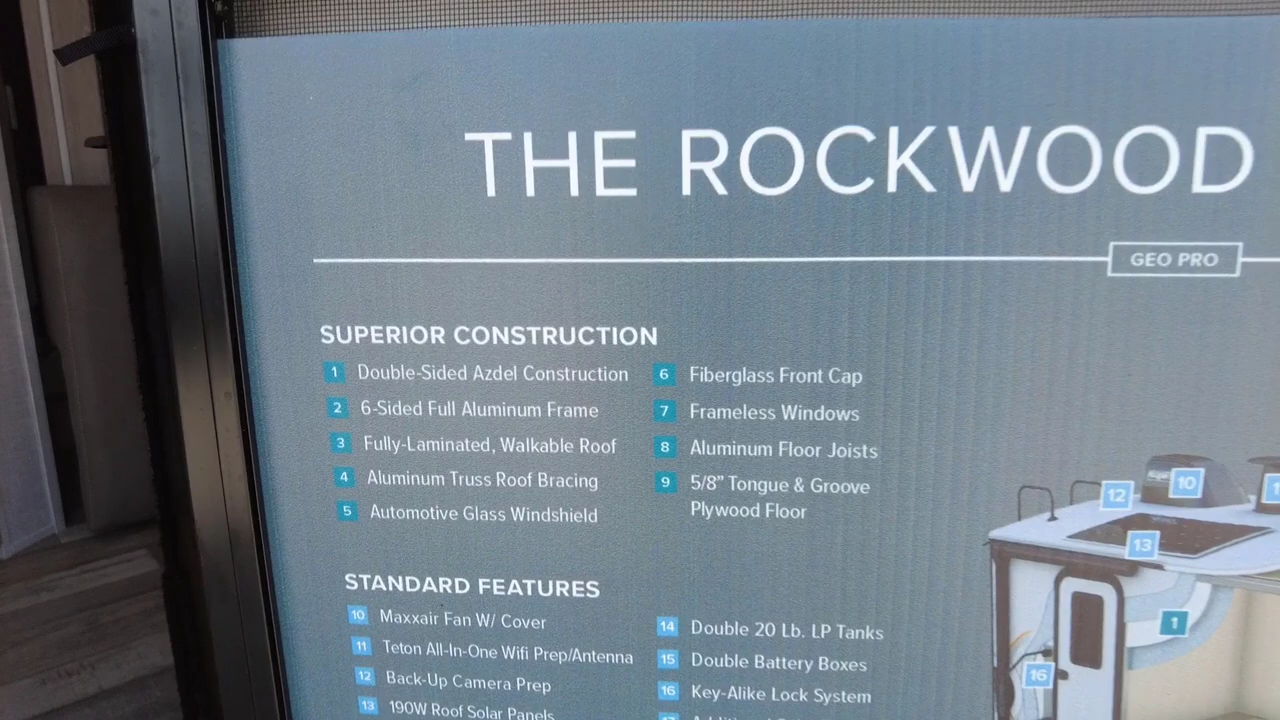 THE ROCKWOOD
GEO PRO
SUPERIOR CONSTRUCTION
1 Double-Sided Azdel Construction
2 6-Sided Full Aluminum Frame
3 Fully-Laminated, Walkable Roof
4 Aluminum Truss Roof Bracing
5 Automotive Glass Windshield
6 Fiberglass Front Cap
7 Frameless Windows
8 Aluminum Floor Joists
9 5/8” Tongue & Groove
Plywood Floor
STANDARD FEATURES
10 Maxxair Fan W/ Cover
11 Teton All-In-One Wifi Prep/Antenna
12 Back-Up Camera Prep
13 190W Roof Solar Panels
14 Double 20 Lb. LP Tanks
15 Double Battery Boxes
16 Key-Alike Lock System
12
10
13
1
16